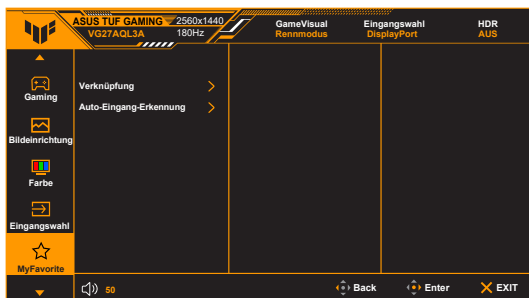 ASUS TUF GAMING
VG27AQL3A
2560x1440
180Hz
GameVisual
Rennmodus
Eingangswahl
DisplayPort
HDR
AUS
Gaming
Bildeinrichtung
Farbe
Eingangswahl
MyFavorite
Verknüpfung
Auto-Eingang-Erkennung
50
Back
Enter
EXIT